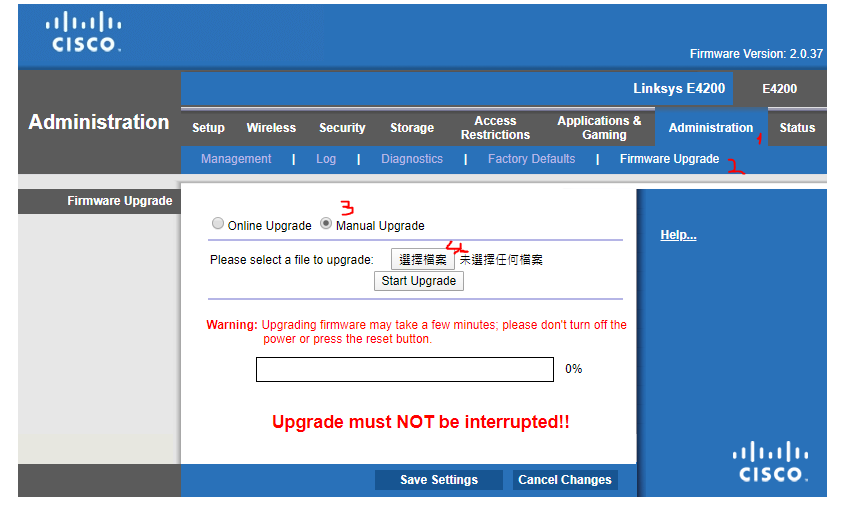 CISCO.
Firmware Version: 2.0.37
Linksys E4200 E4200
Administration
Setup Wireless Security Storage Access Restrictions Applications & Gaming Administration 1 Status
Management | Log | Diagnostics | Factory Defaults | Firmware Upgrade 2
Firmware Upgrade
3
Online Upgrade Manual Upgrade
Help...
4
Please select a file to upgrade: 選擇檔案 未選擇任何檔案
Start Upgrade
Warning: Upgrading firmware may take a few minutes; please don't turn off the
power or press the reset button.
0%
Upgrade must NOT be interrupted!!
CISCO.
Save Settings Cancel Changes